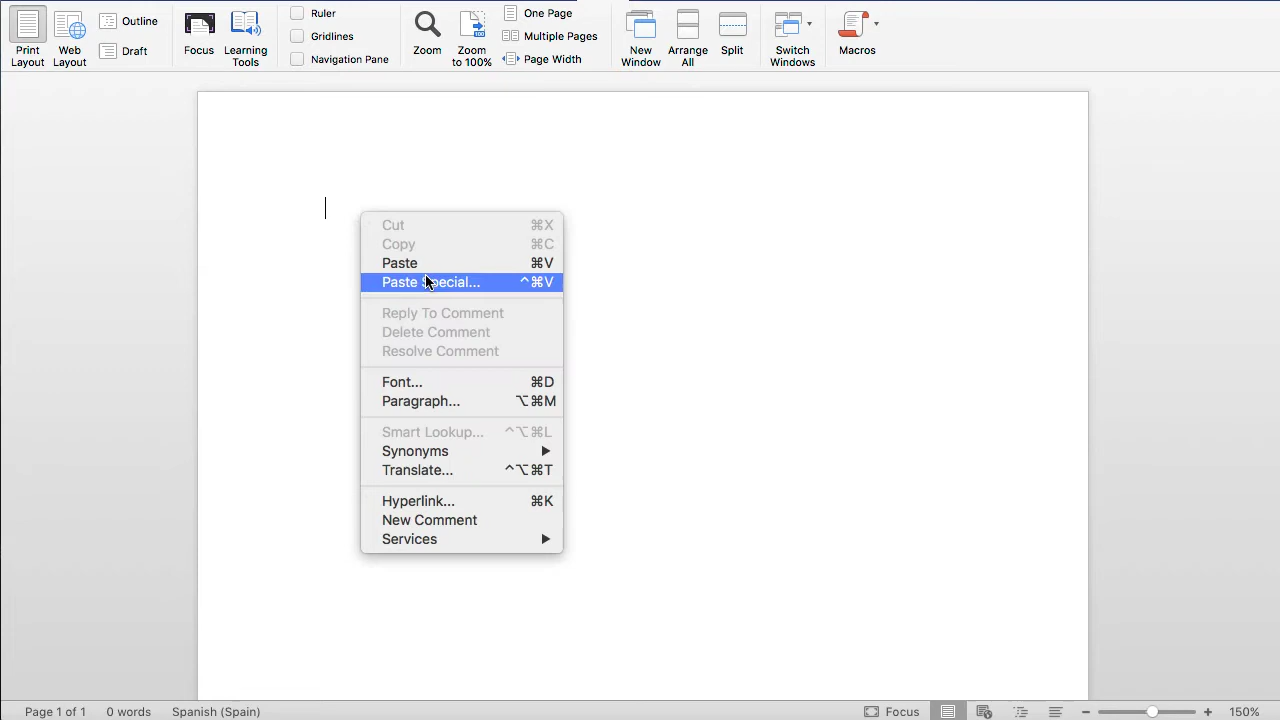 Print Layout
Web Layout
Outline
Draft
Focus
Learning Tools
Ruler
Gridlines
Navigation Pane
Zoom
Zoom to 100%
One Page
Multiple Pages
Page Width
New Window
Arrange All
Split
Switch Windows
Macros
Cut ⌘X
Copy ⌘C
Paste ⌘V
Paste Special... ^⌘V
Reply To Comment
Delete Comment
Resolve Comment
Font... ⌘D
Paragraph... ⌥⌘M
Smart Lookup... ^⌥⌘L
Synonyms ▶
Translate... ^⌥⌘T
Hyperlink... ⌘K
New Comment
Services ▶
Page 1 of 1 0 words Spanish (Spain) Focus 150%